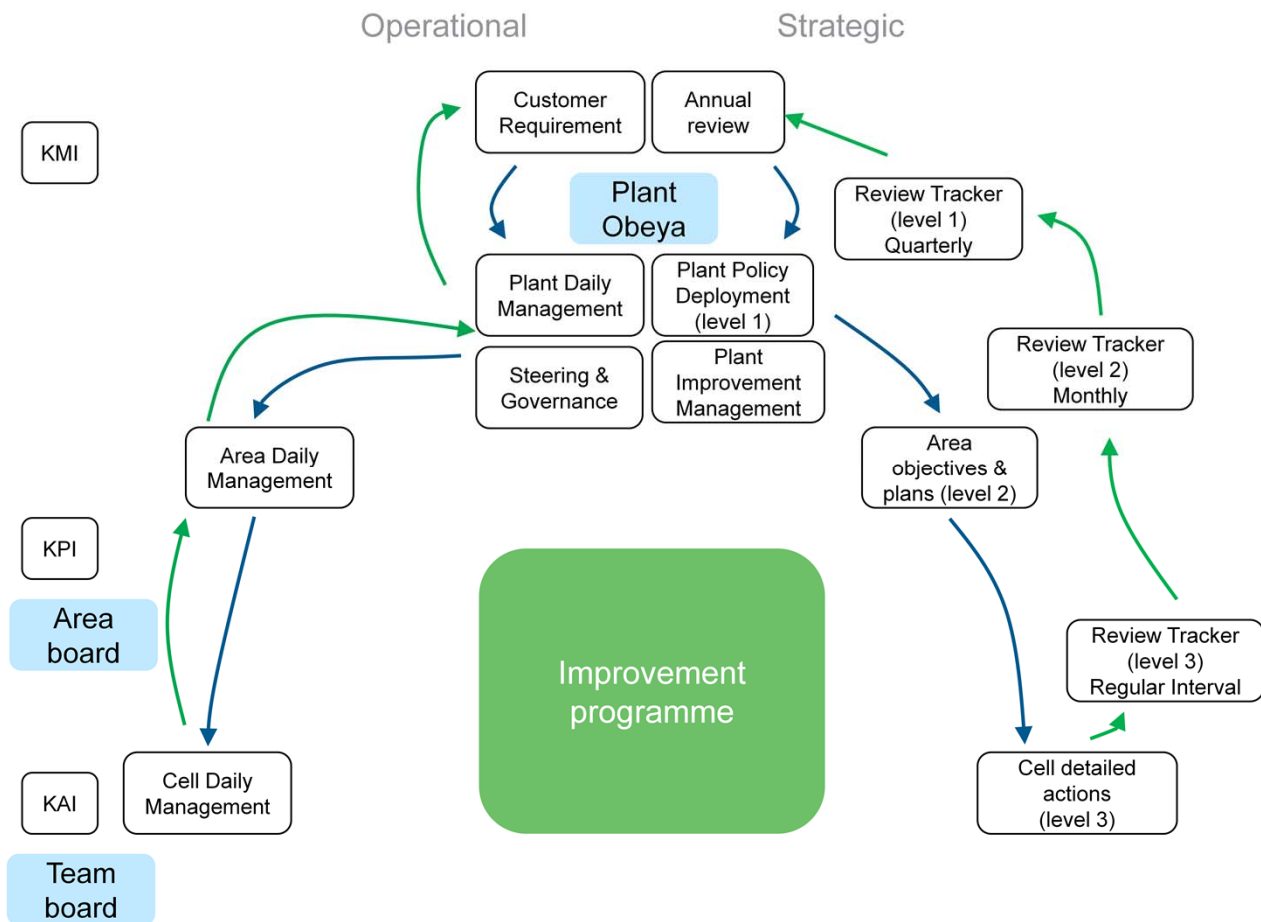 Operational
Strategic
Customer
Requirement
Annual
review
KMI
Plant
Obeya
Review Tracker
(level 1)
Quarterly
Plant Daily
Management
Plant Policy
Deployment
(level 1)
Review Tracker
(level 2)
Monthly
Steering &
Governance
Plant
Improvement
Management
Area Daily
Management
Area
objectives &
plans (level 2)
KPI
Area
board
Improvement
programme
Review Tracker
(level 3)
Regular Interval
KAI
Cell Daily
Management
Cell detailed
actions
(level 3)
Team
board